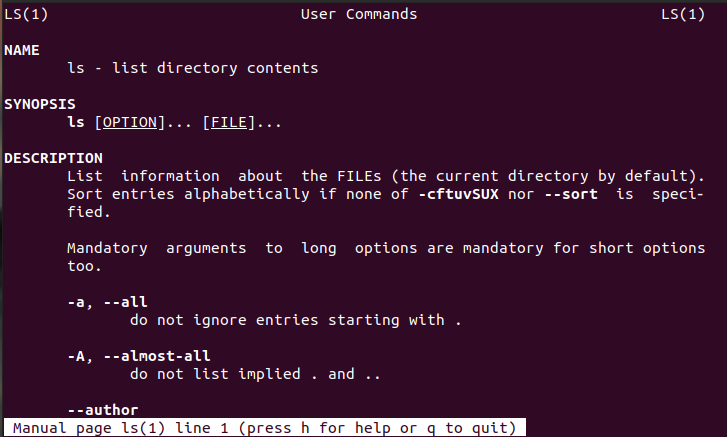 LS(1) User Commands LS(1)
NAME
ls - list directory contents
SYNOPSIS
ls [OPTION]... [FILE]...
DESCRIPTION
List information about the FILEs (the current directory by default).
Sort entries alphabetically if none of -cftuvSUX nor --sort is speci-
fied.
Mandatory arguments to long options are mandatory for short options
too.
-a, --all
do not ignore entries starting with .
-A, --almost-all
do not list implied . and ..
--author
Manual page ls(1) line 1 (press h for help or q to quit)